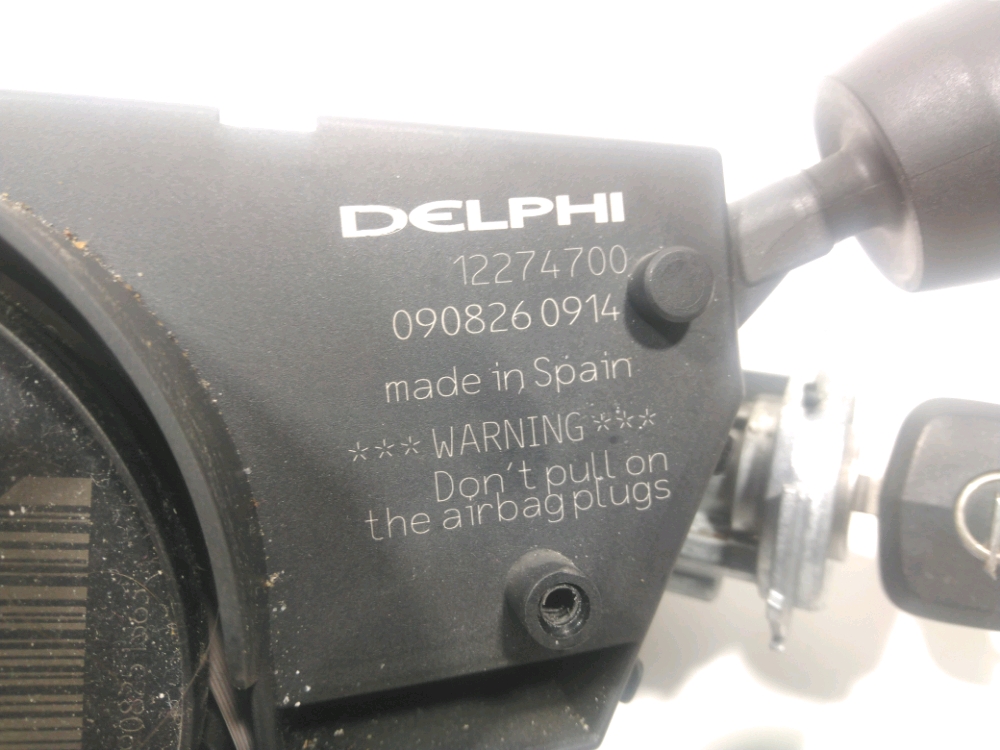 DELPHI
12274700
090826 0914
made in Spain
*** WARNING ***
Don't pull on
the airbag plugs